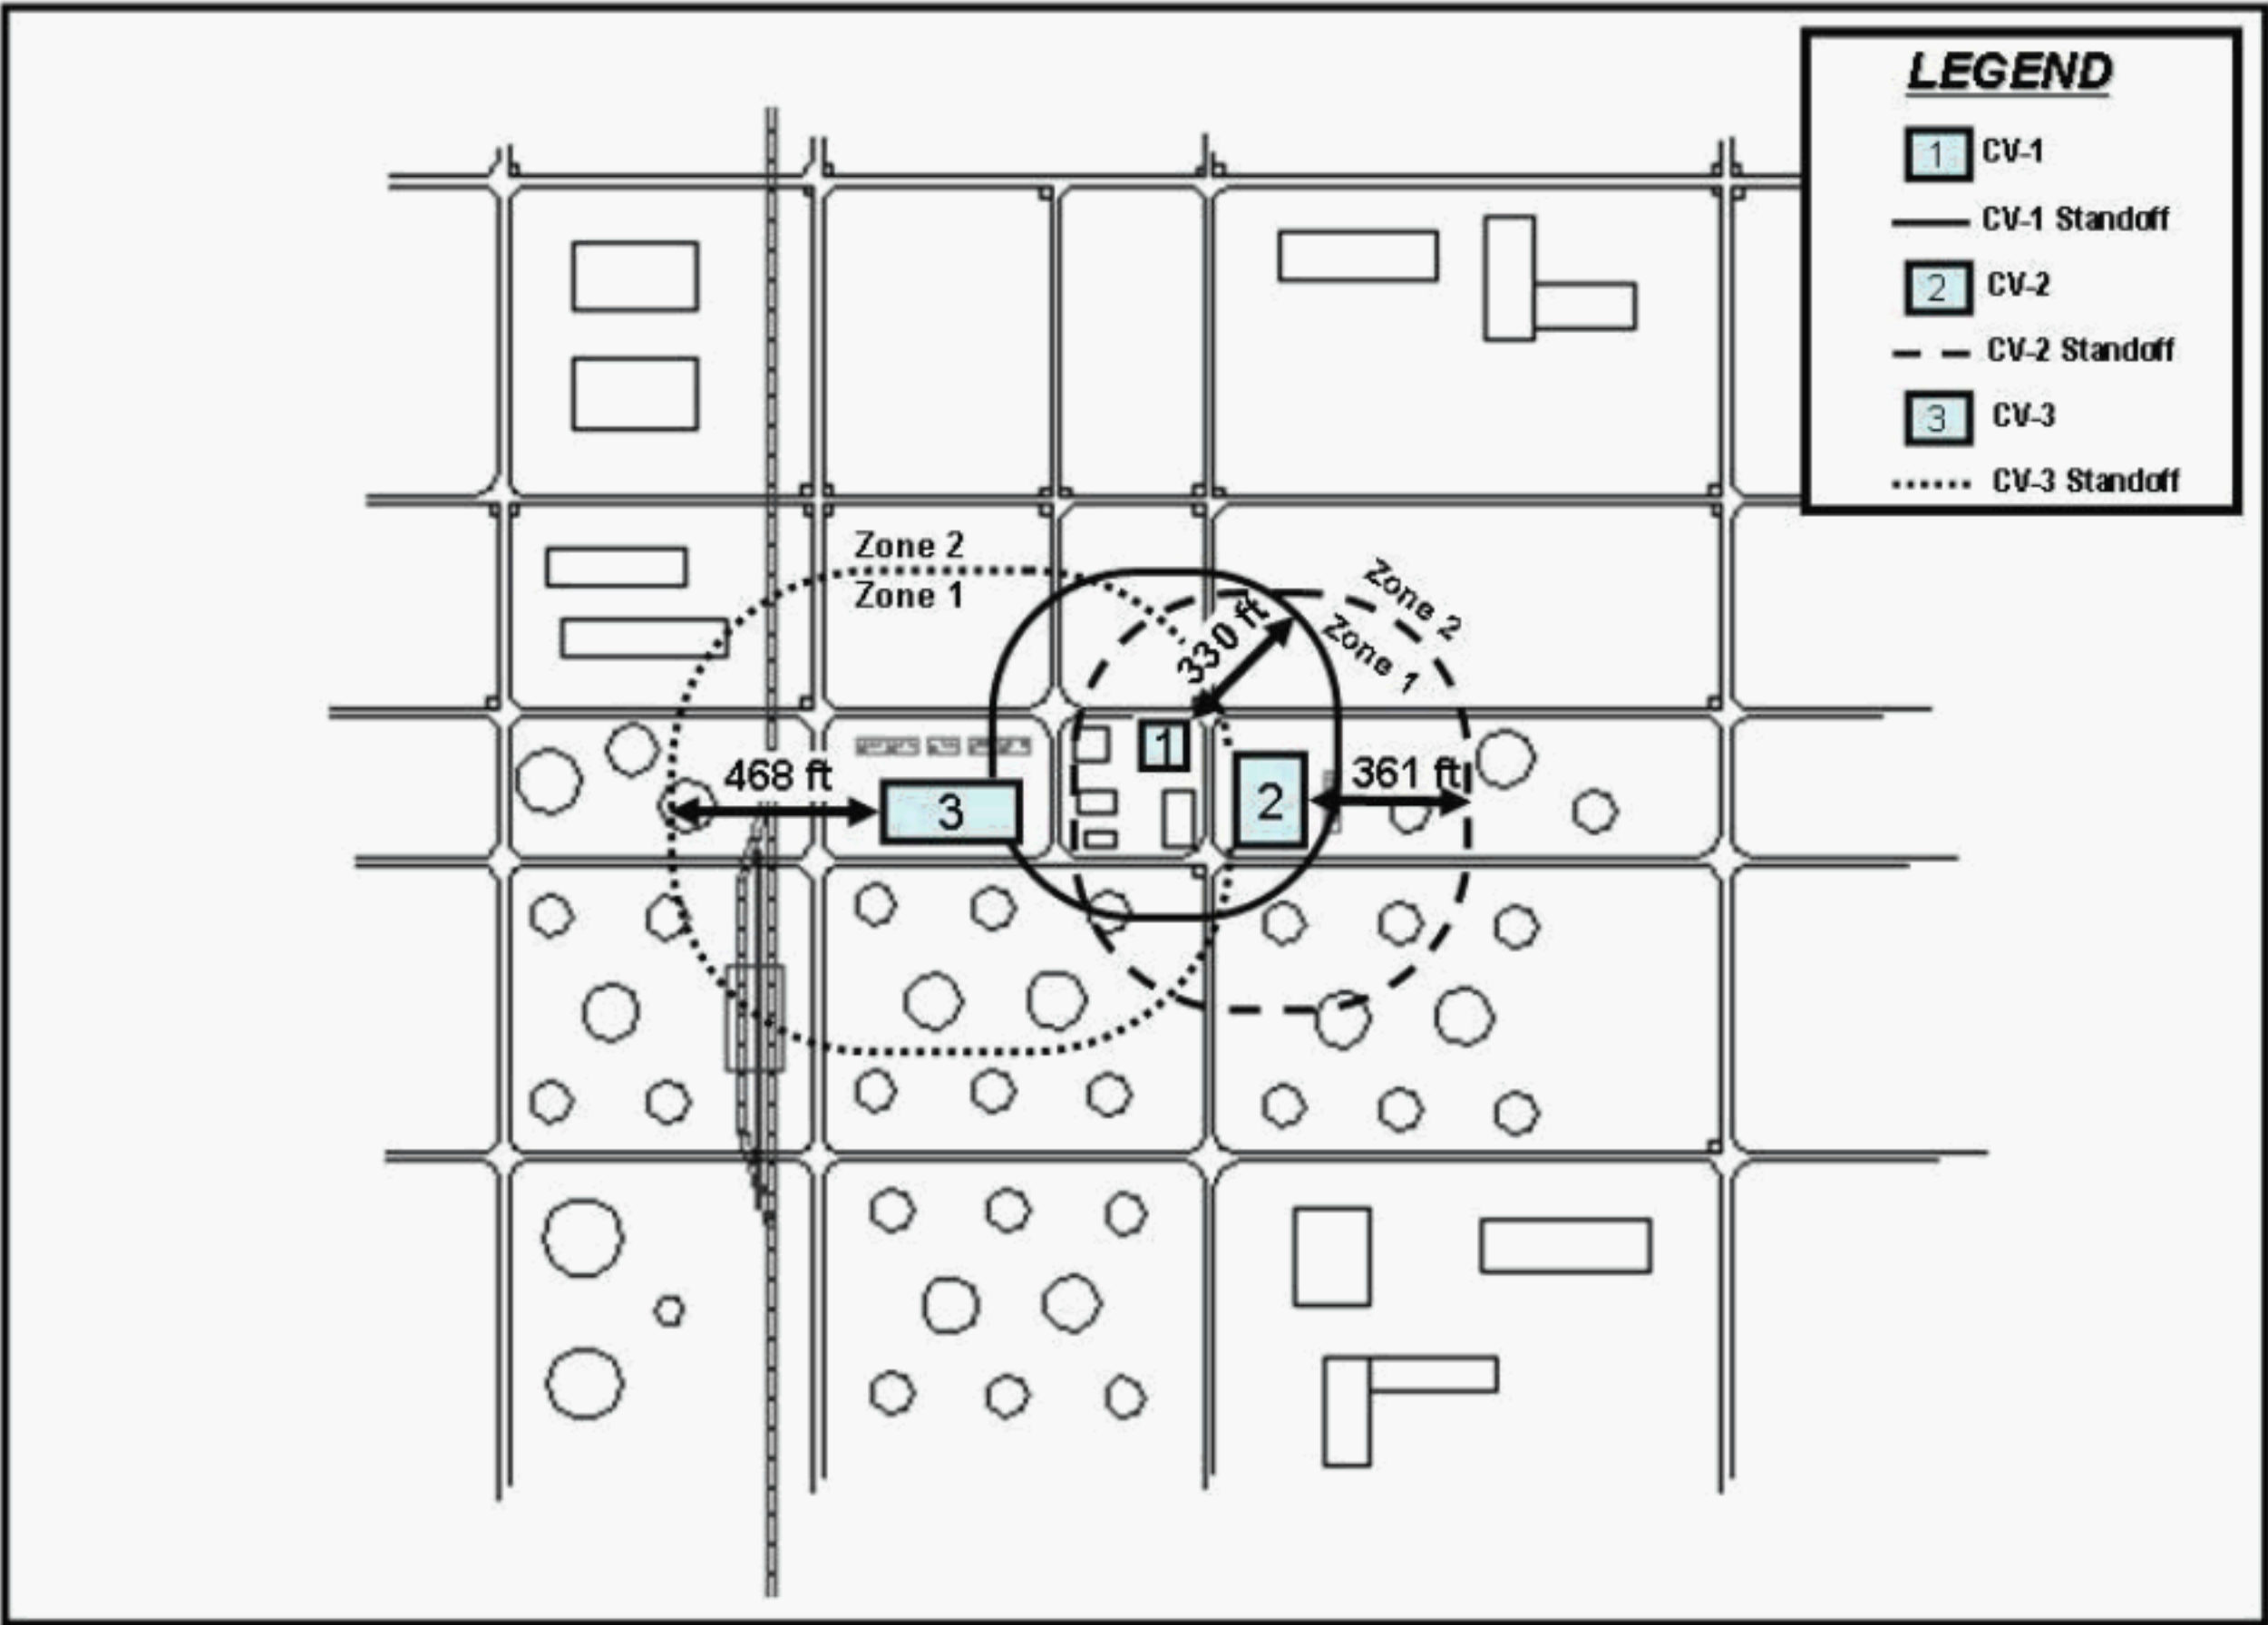 LEGEND
1 CV-1
CV-1 Standoff
2 CV-2
CV-2 Standoff
3 CV-3
CV-3 Standoff
Zone 2
Zone 1
Zone 2
Zone 1
330 ft
468 ft
361 ft
1
2
3